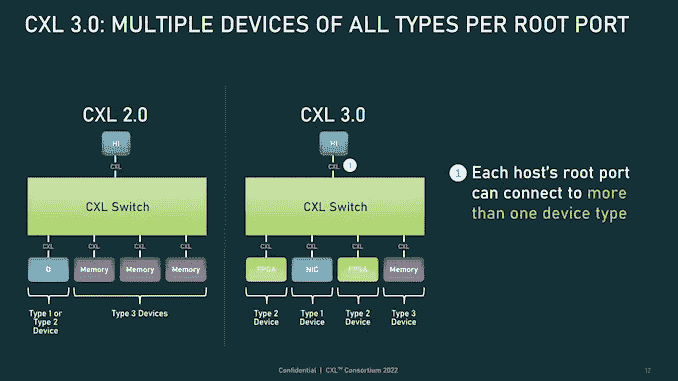 CXL 3.0: MULTIPLE DEVICES OF ALL TYPES PER ROOT PORT
CXL 2.0
H1
CXL
CXL Switch
CXL CXL CXL CXL
D Memory Memory Memory
Type 1 or
Type 2
Device
Type 3 Devices
CXL 3.0
H1
CXL 1
CXL Switch
CXL CXL CXL CXL
FPGA NIC FPGA Memory
Type 2
Device
Type 1
Device
Type 2
Device
Type 3
Device
1 Each host's root port
can connect to more
than one device type
Confidential | CXL™ Consortium 2022